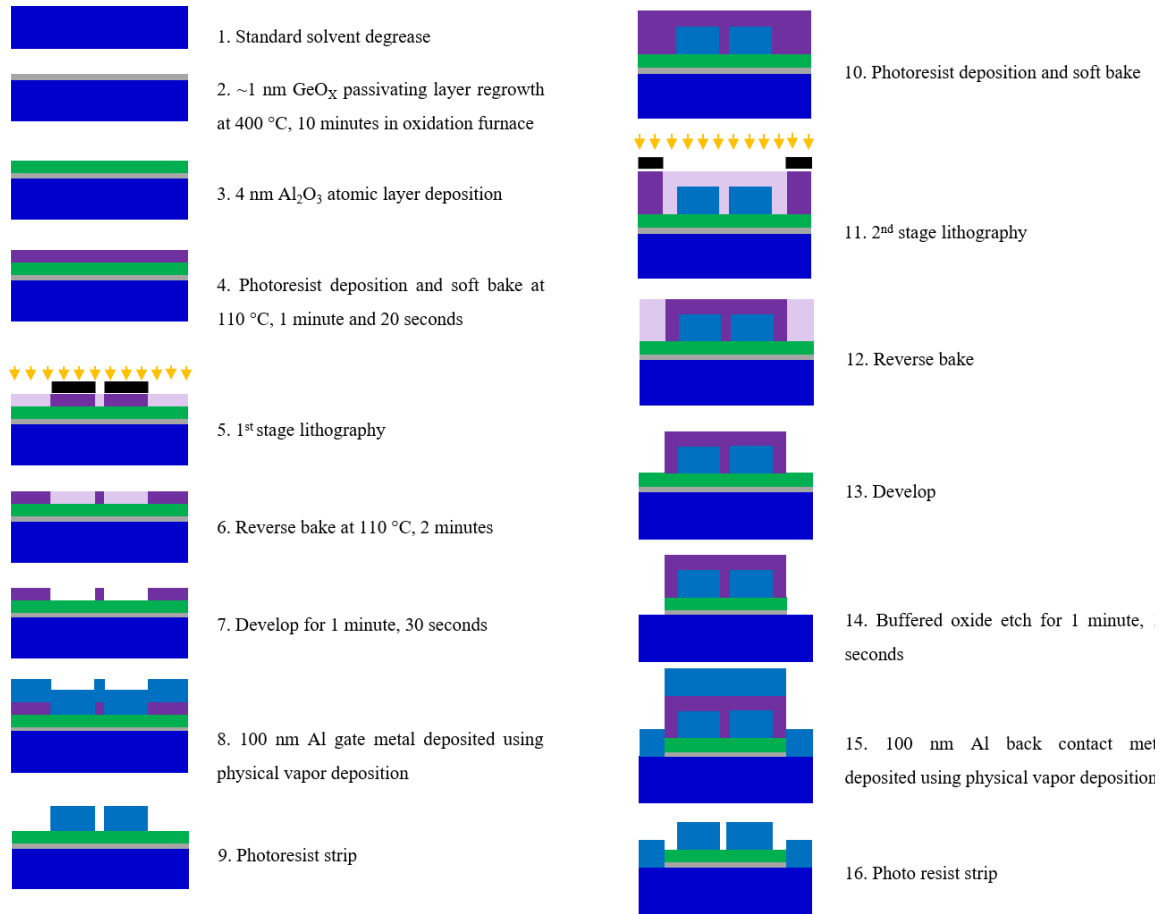 1. Standard solvent degrease
2. ~1 nm GeOX passivating layer regrowth
at 400 °C, 10 minutes in oxidation furnace
3. 4 nm Al2O3 atomic layer deposition
4. Photoresist deposition and soft bake at
110 °C, 1 minute and 20 seconds
5. 1st stage lithography
6. Reverse bake at 110 °C, 2 minutes
7. Develop for 1 minute, 30 seconds
8. 100 nm Al gate metal deposited using
physical vapor deposition
9. Photoresist strip
10. Photoresist deposition and soft bake
11. 2nd stage lithography
12. Reverse bake
13. Develop
14. Buffered oxide etch for 1 minute,
seconds
15. 100 nm Al back contact met
deposited using physical vapor deposition
16. Photo resist strip